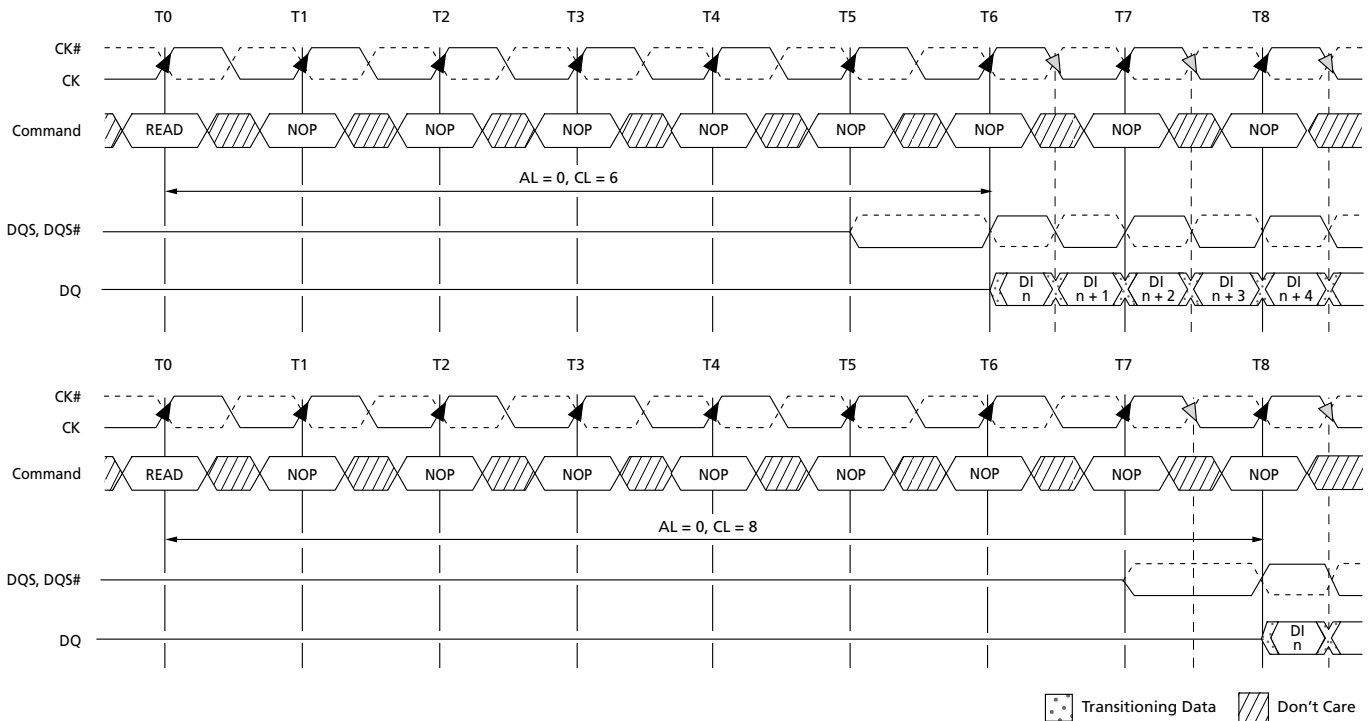 T0 T1 T2 T3 T4 T5 T6 T7 T8
CK#
CK
Command READ NOP NOP NOP NOP NOP NOP NOP NOP
AL = 0, CL = 6
DQS, DQS#
DQ DI n DI n + 1 DI n + 2 DI n + 3 DI n + 4
T0 T1 T2 T3 T4 T5 T6 T7 T8
CK#
CK
Command READ NOP NOP NOP NOP NOP NOP NOP NOP
AL = 0, CL = 8
DQS, DQS#
DQ DI n
Transitioning Data Don't Care